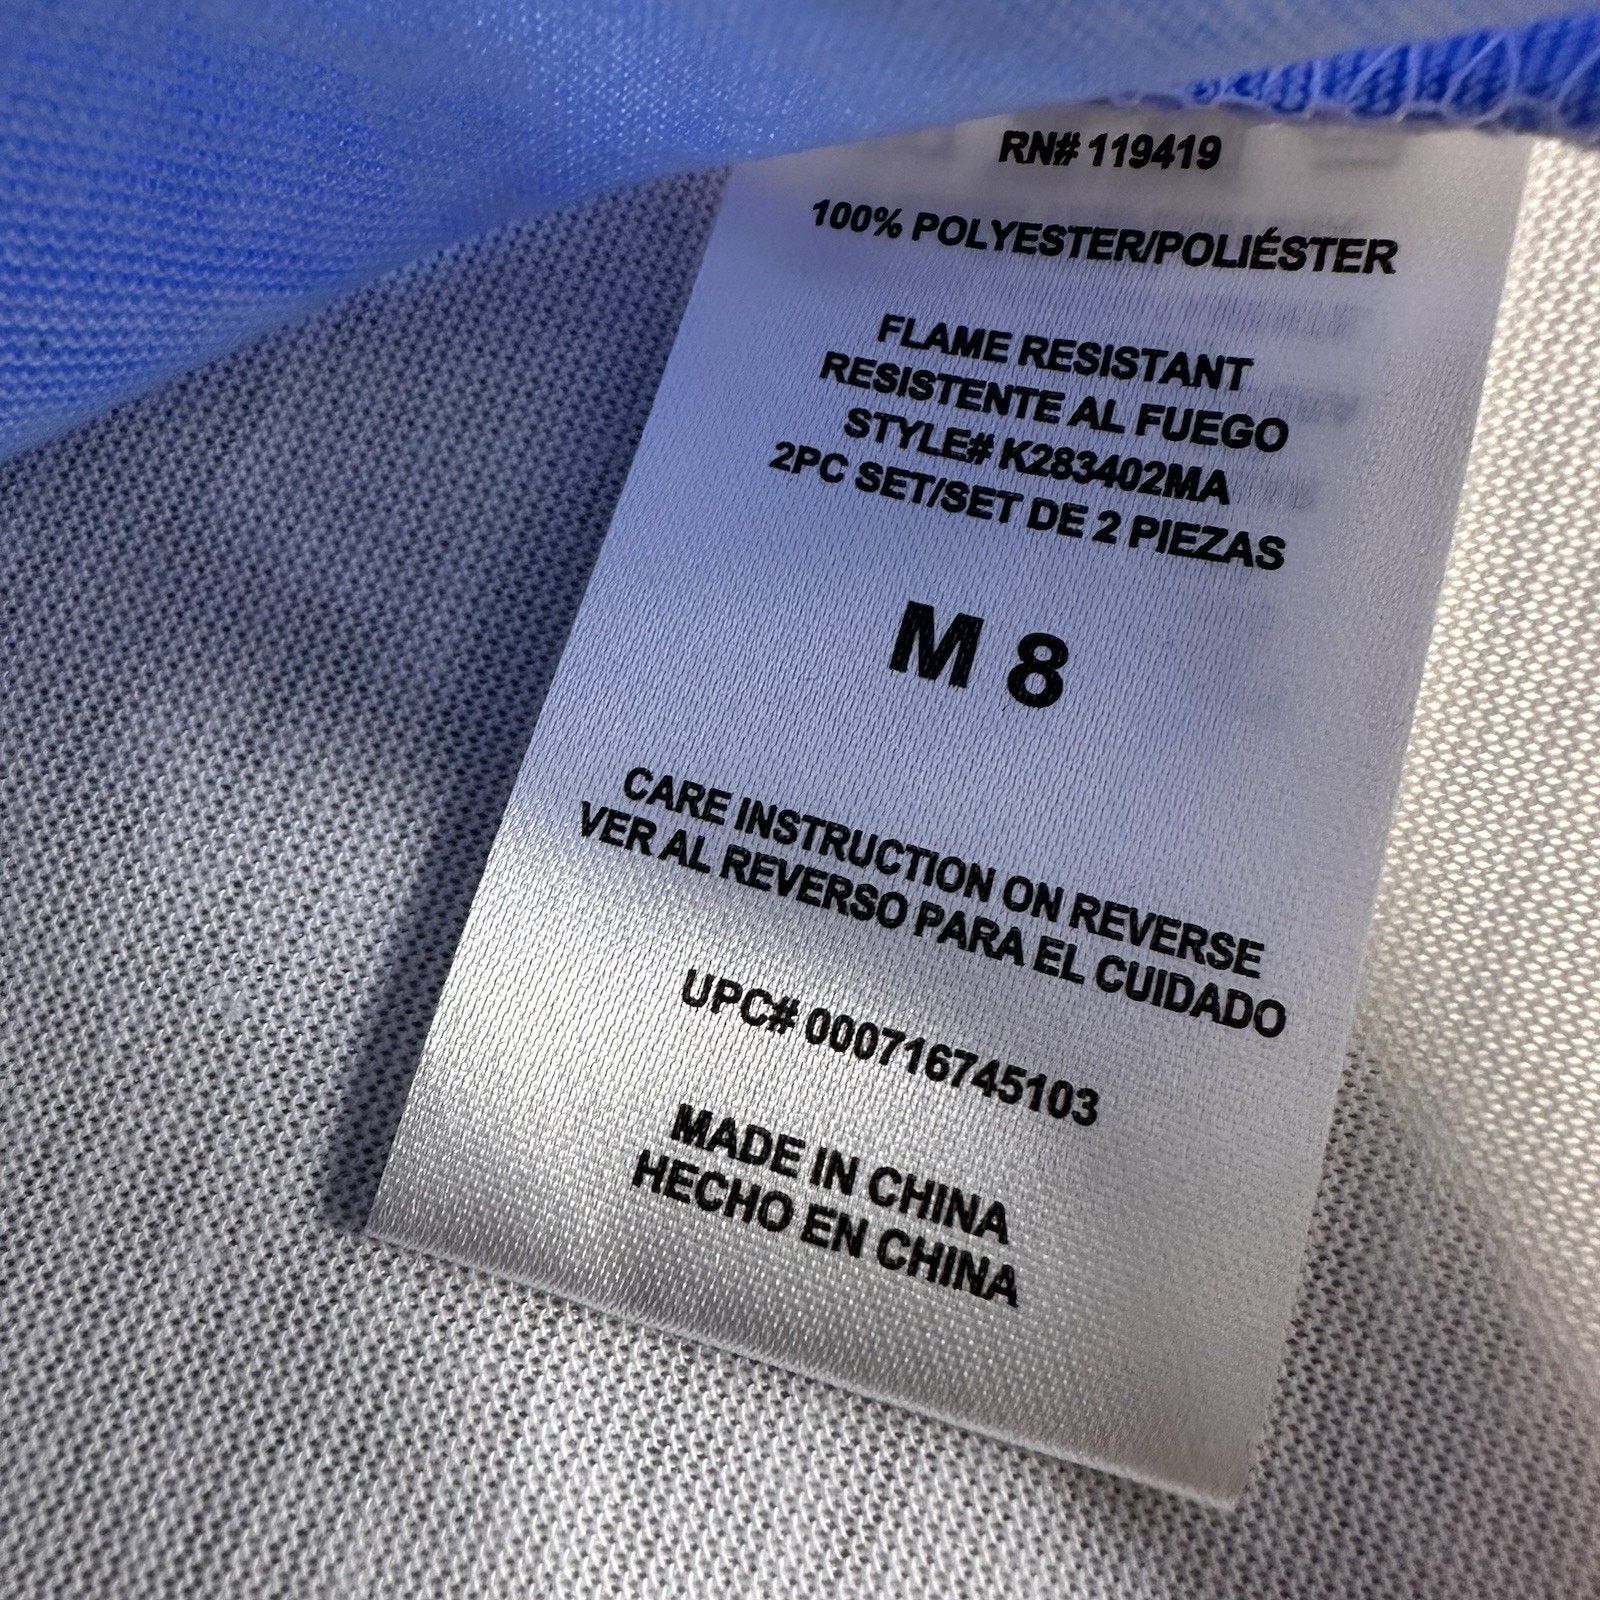 RN# 119419
100% POLYESTER/POLIÉSTER
FLAME RESISTANT
RESISTENTE AL FUEGO
STYLE# K283402MA
2PC SET/SET DE 2 PIEZAS
M 8
CARE INSTRUCTION ON REVERSE
VER AL REVERSO PARA EL CUIDADO
UPC# 000716745103
MADE IN CHINA
HECHO EN CHINA